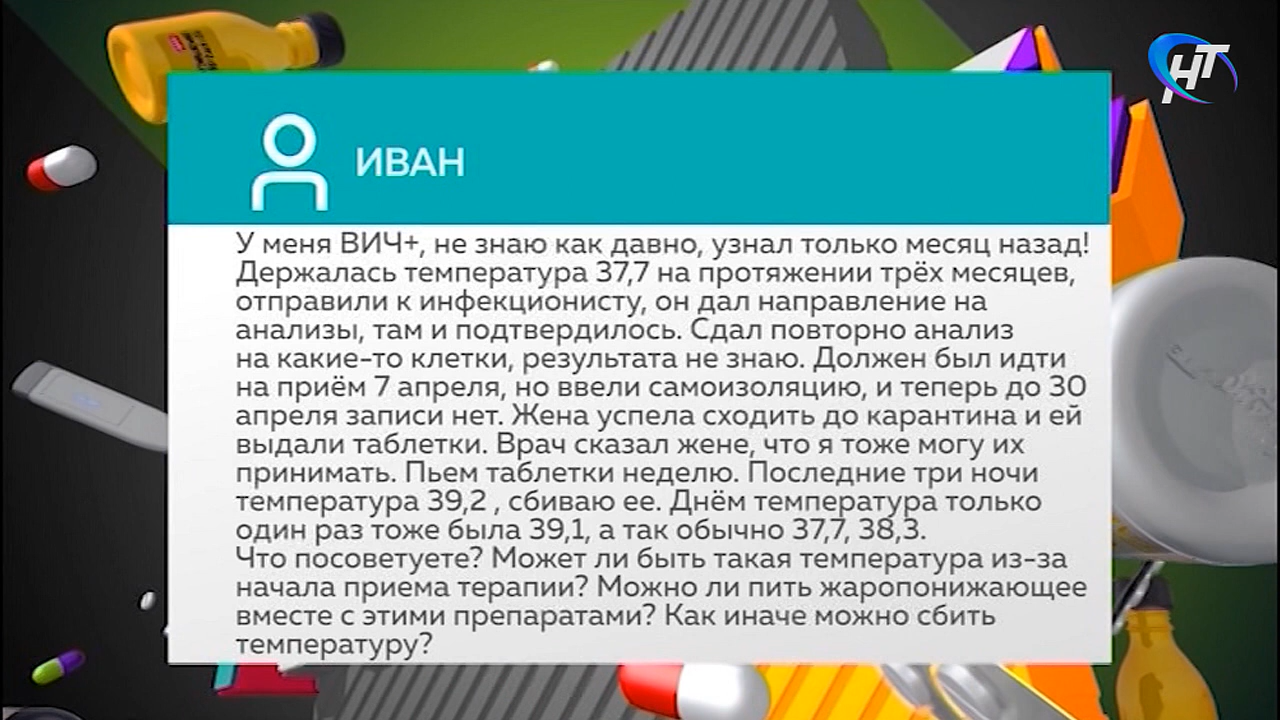 НТ
ИВАН
У меня ВИЧ+, не знаю как давно, узнал только месяц назад!
Держалась температура 37,7 на протяжении трёх месяцев,
отправили к инфекционисту, он дал направление на
анализы, там и подтвердилось. Сдал повторно анализ
на какие-то клетки, результата не знаю. Должен был идти
на приём 7 апреля, но ввели самоизоляцию, и теперь до 30
апреля записи нет. Жена успела сходить до карантина и ей
выдали таблетки. Врач сказал жене, что я тоже могу их
принимать. Пьем таблетки неделю. Последние три ночи
температура 39,2 , сбиваю ее. Днём температура только
один раз тоже была 39,1, а так обычно 37,7, 38,3.
Что посоветуете? Может ли быть такая температура из-за
начала приема терапии? Можно ли пить жаропонижающее
вместе с этими препаратами? Как иначе можно сбить
температуру?